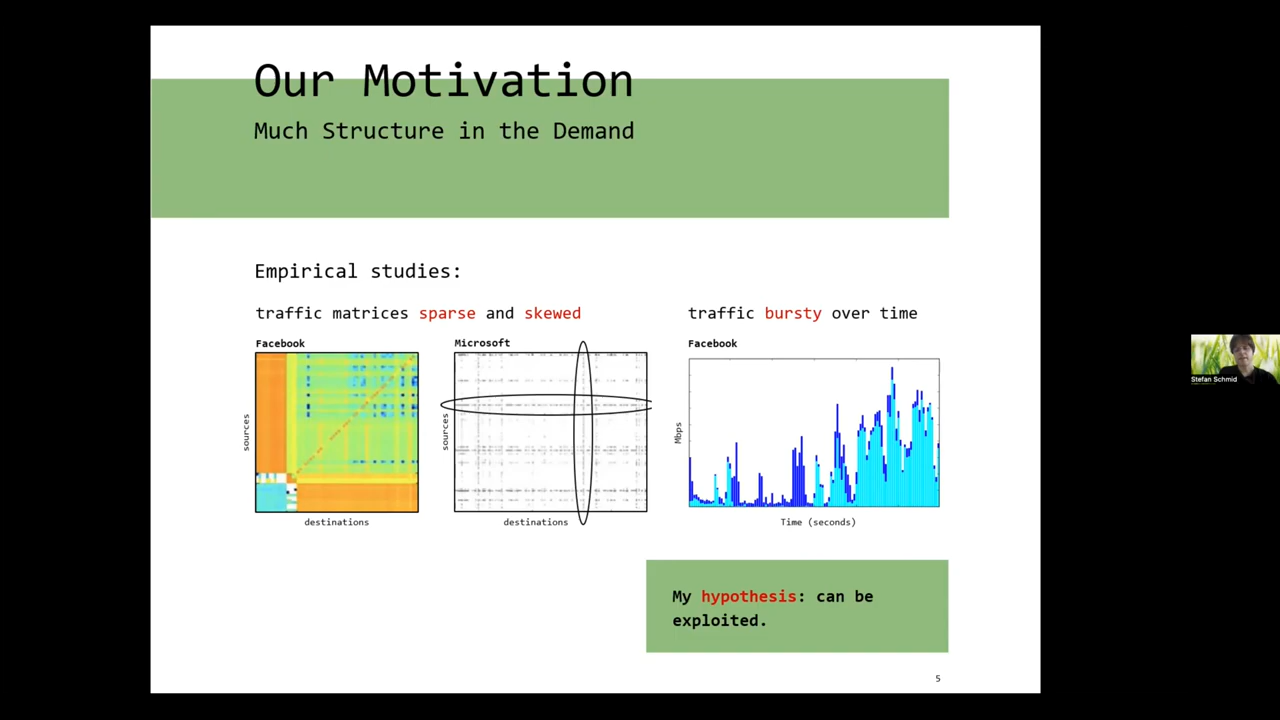 Our Motivation
Much Structure in the Demand
Empirical studies:
traffic matrices sparse and skewed
traffic bursty over time
Facebook
Microsoft
Facebook
sources
sources
Mbps
destinations
destinations
Time (seconds)
My hypothesis: can be
exploited.
5
Stefan Schmid